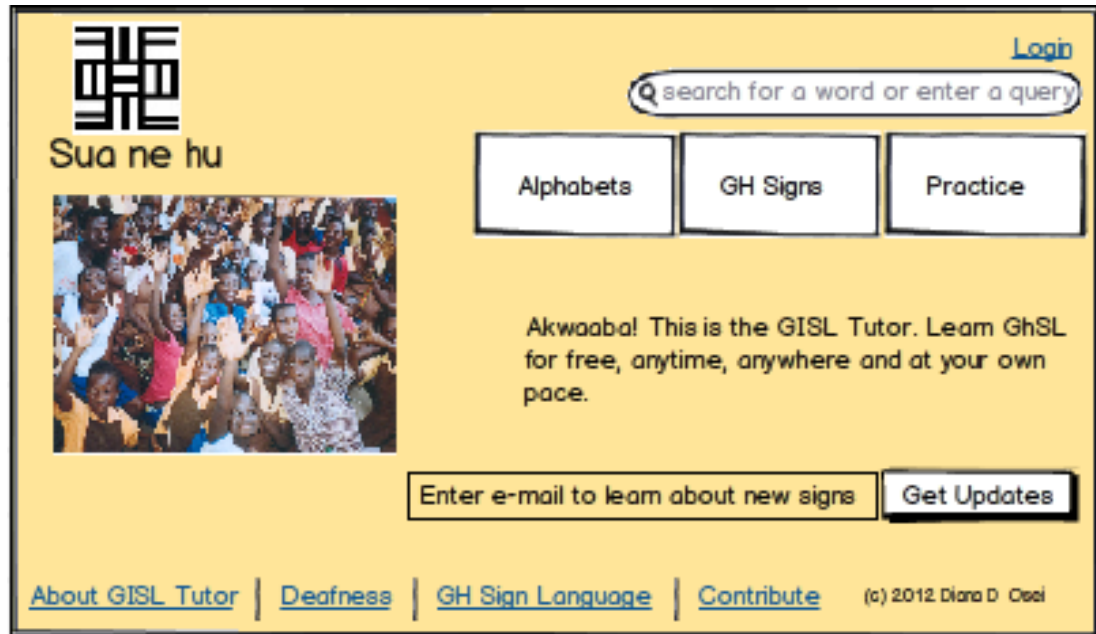 Login
search for a word or enter a query
Sua ne hu
Alphabets
GH Signs
Practice
Akwaaba! This is the GISL Tutor. Learn GhSL
for free, anytime, anywhere and at your own
pace.
Enter e-mail to learn about new signs
Get Updates
About GISL Tutor | Deafness | GH Sign Language | Contribute (c) 2012 Diana D Osei